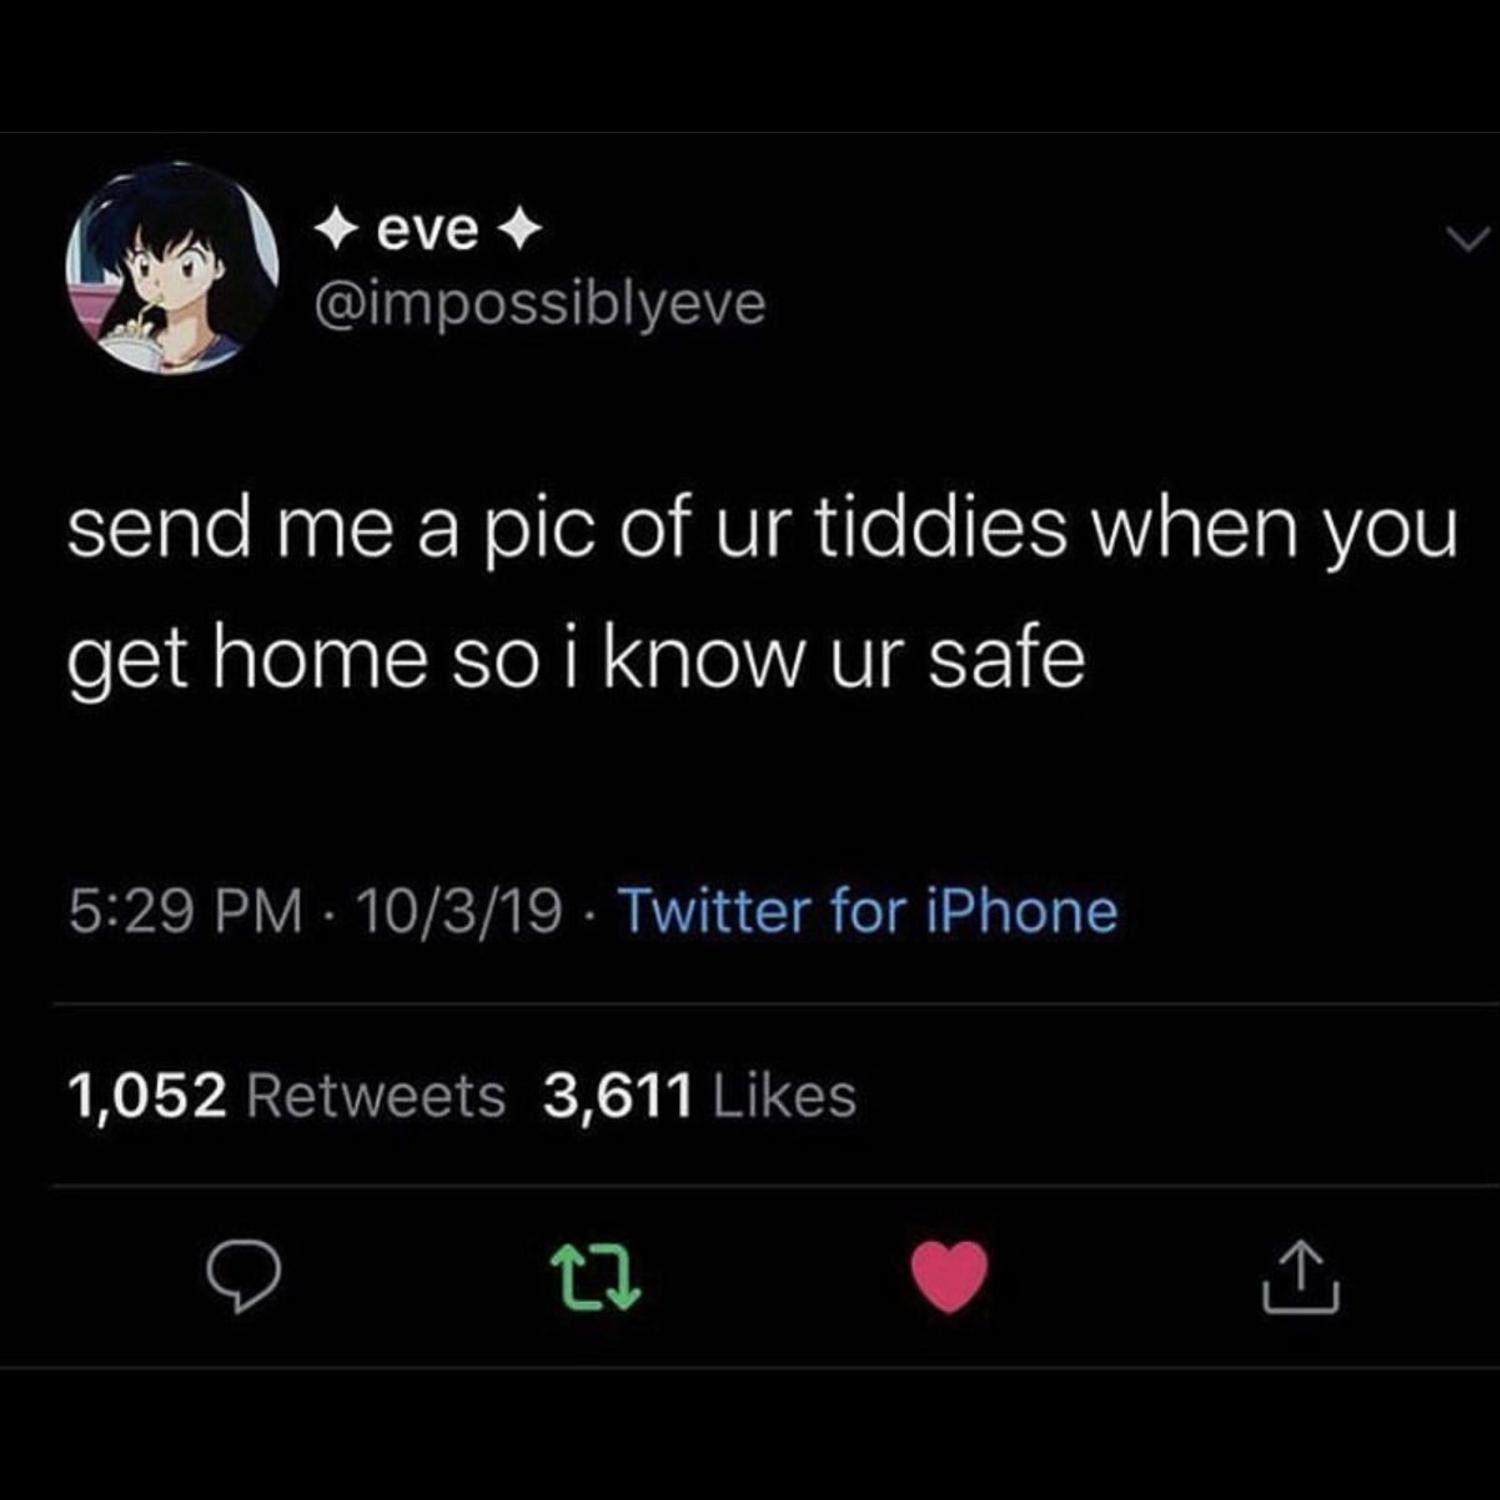 ✦ eve ✦
@impossiblyeve
send me a pic of ur tiddies when you
get home so i know ur safe
5:29 PM · 10/3/19 · Twitter for iPhone
1,052 Retweets 3,611 Likes